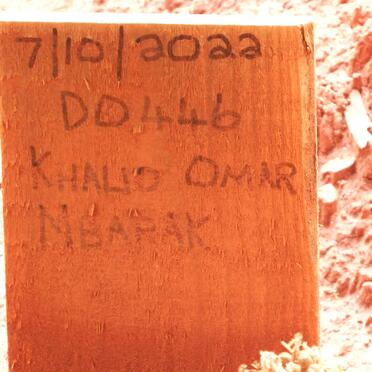 7/10/2022
DD446
KHALID OMAR
MBARAK